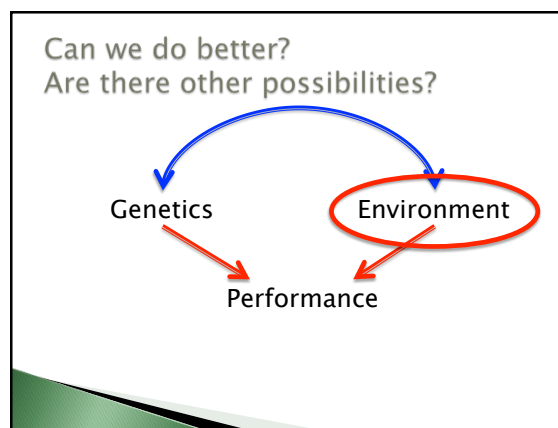 Can we do better?
Are there other possibilities?
Genetics
Environment
Performance